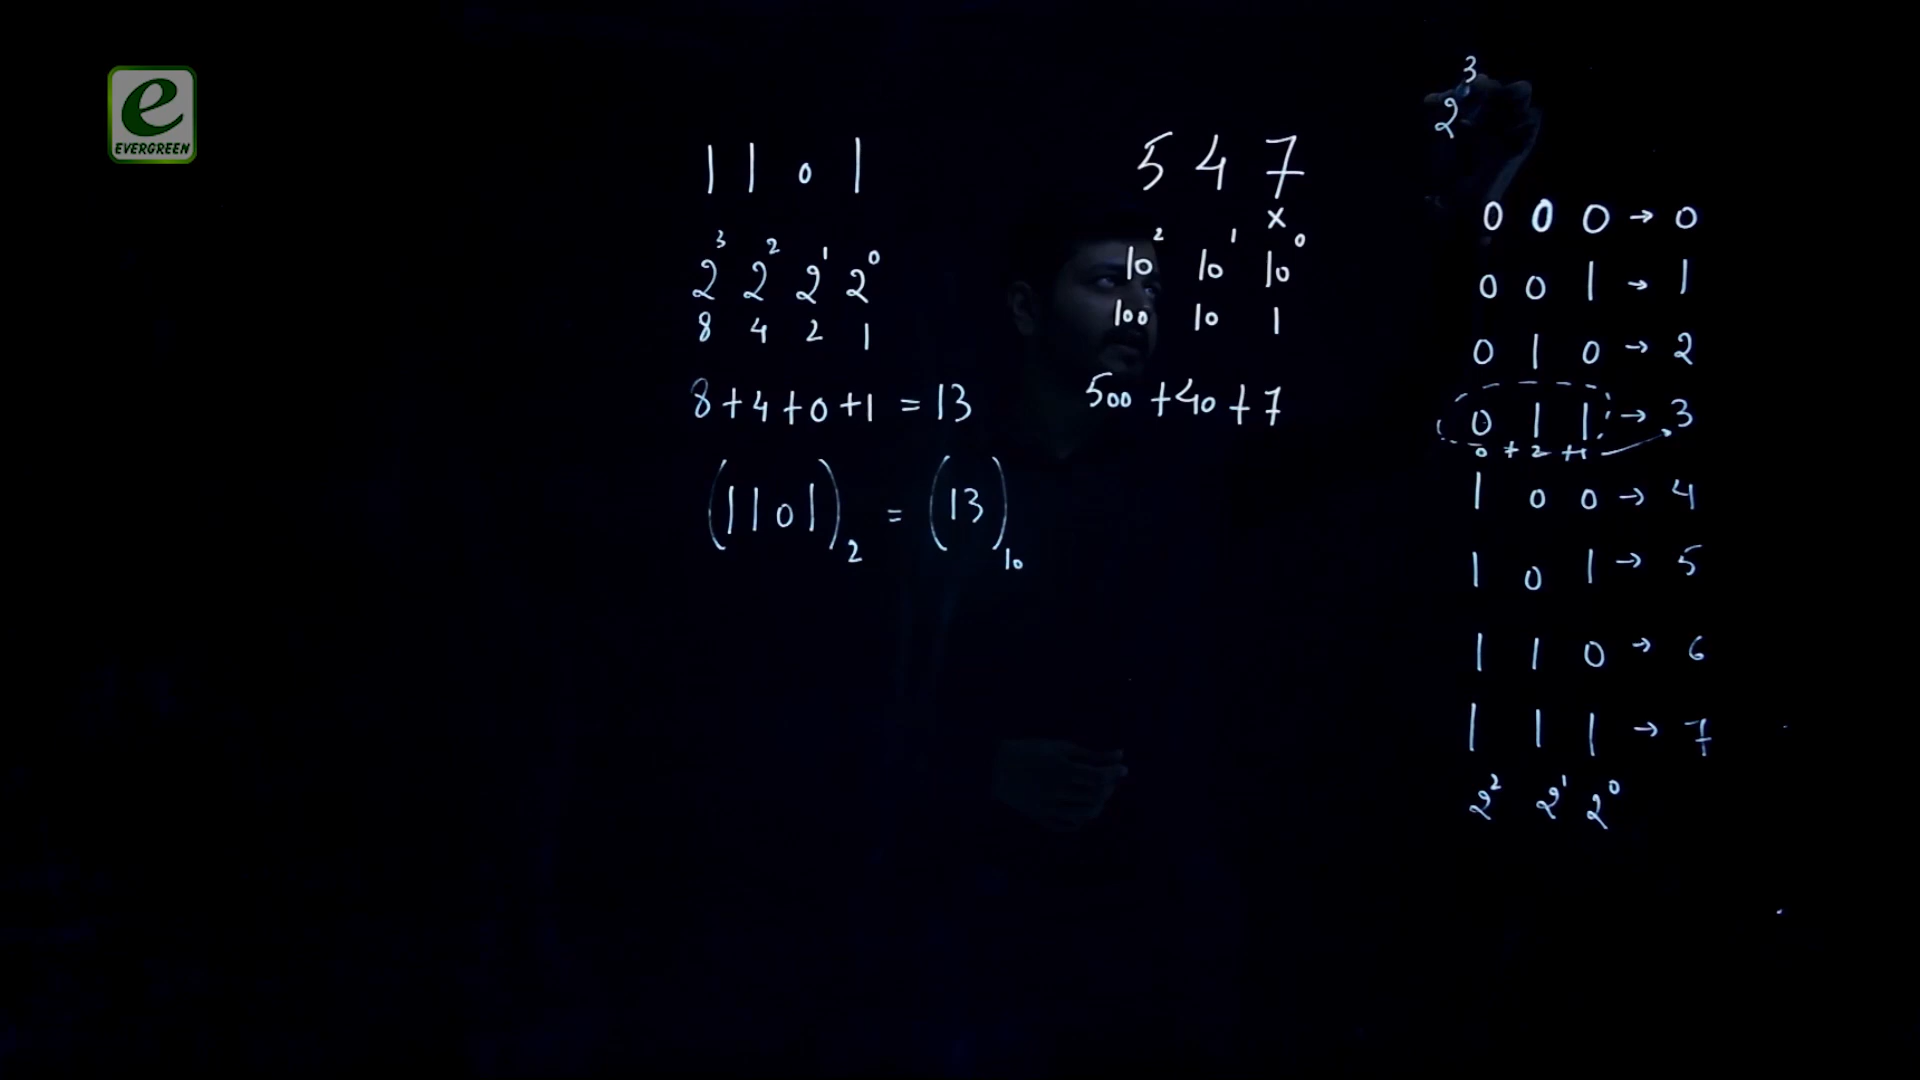 e
EVERGREEN
1 1 0 1
2³ 2² 2¹ 2⁰
8 4 2 1
8 + 4 + 0 + 1 = 13
(1101)₂ = (13)₁₀
5 4 7
×
10² 10¹ 10⁰
100 10 1
500 + 40 + 7
2³
0 0 0 → 0
0 0 1 → 1
0 1 0 → 2
0 1 1 → 3
0 + 2 + 1
1 0 0 → 4
1 0 1 → 5
1 1 0 → 6
1 1 1 → 7
2² 2¹ 2⁰